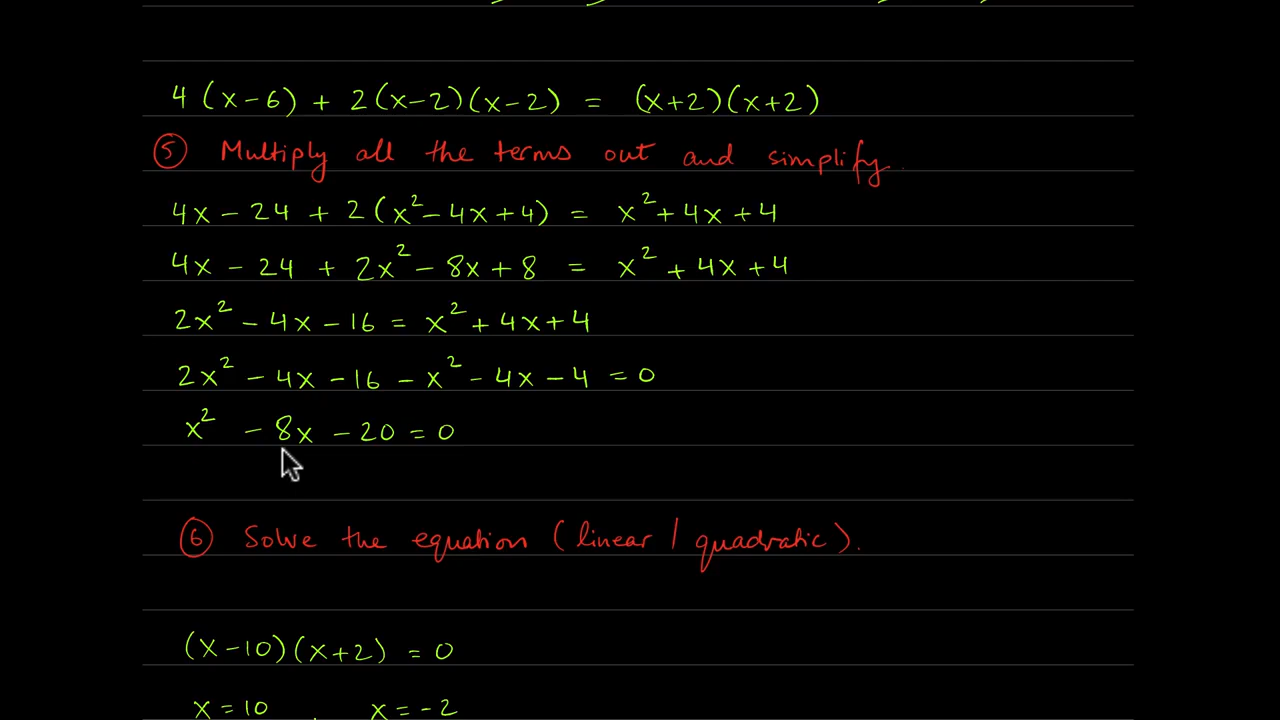 4 (x-6) + 2(x-2)(x-2) = (x+2)(x+2)
⑤ Multiply all the terms out and simplify.
4x - 24 + 2(x² - 4x + 4) = x² + 4x + 4
4x - 24 + 2x² - 8x + 8 = x² + 4x + 4
2x² - 4x - 16 = x² + 4x + 4
2x² - 4x - 16 - x² - 4x - 4 = 0
x² - 8x - 20 = 0
⑥ Solve the equation (linear / quadratic).
(x-10)(x+2) = 0
x = 10 , x = -2